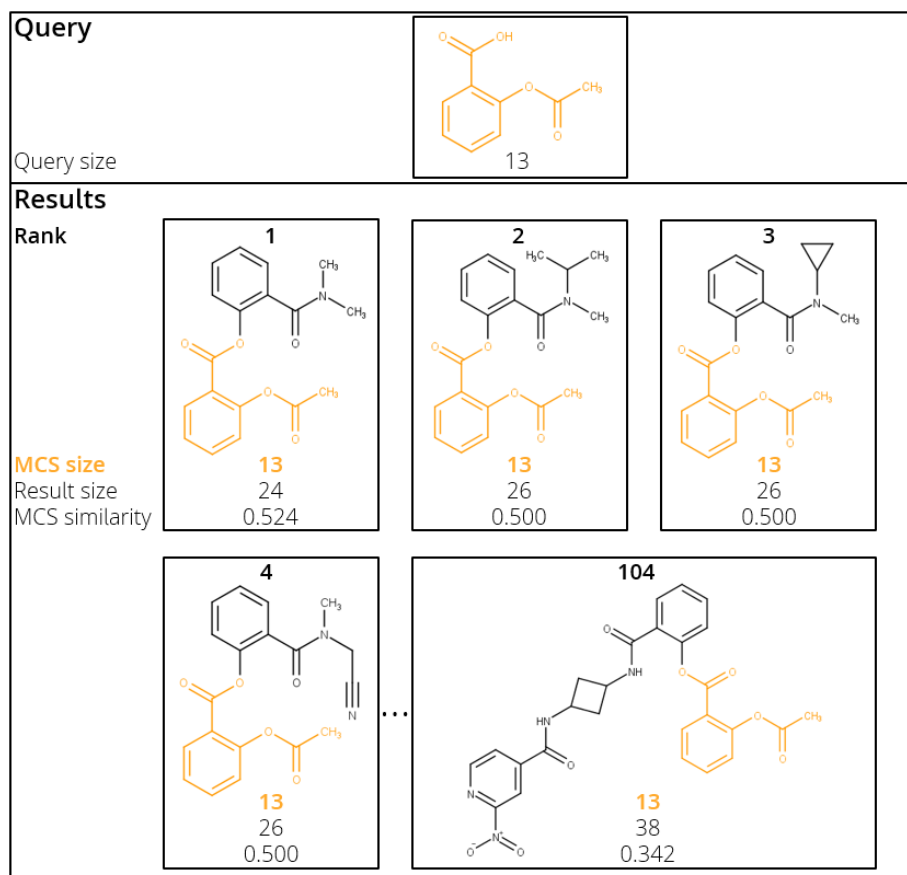 Query
O OH
O CH₃
O
Query size 13
Results
Rank
1
CH₃
N
CH₃
O
O
O
O CH₃
O
2
H₃C CH₃
N
CH₃
O
O
O
O CH₃
O
3
N
CH₃
O
O
O
O CH₃
O
MCS size 13 13 13
Result size 24 26 26
MCS similarity 0.524 0.500 0.500
4
CH₃
N
O
O
O
N
O CH₃
O
13
26
0.500
...
104
O
NH
O
O
HN
O
O CH₃
O
N
N⁺
O⁻ O
13
38
0.342